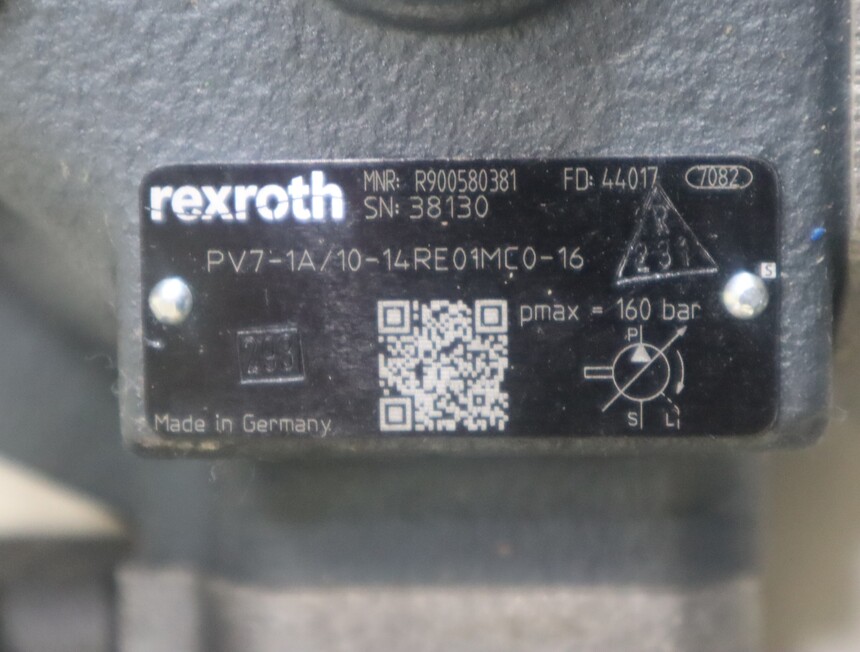 rexroth
MNR: R900580381 FD: 44017 7082
SN: 38130
R
231
PV7-1A/10-14RE01MC0-16
S
pmax = 160 bar
P
S L
Made in Germany